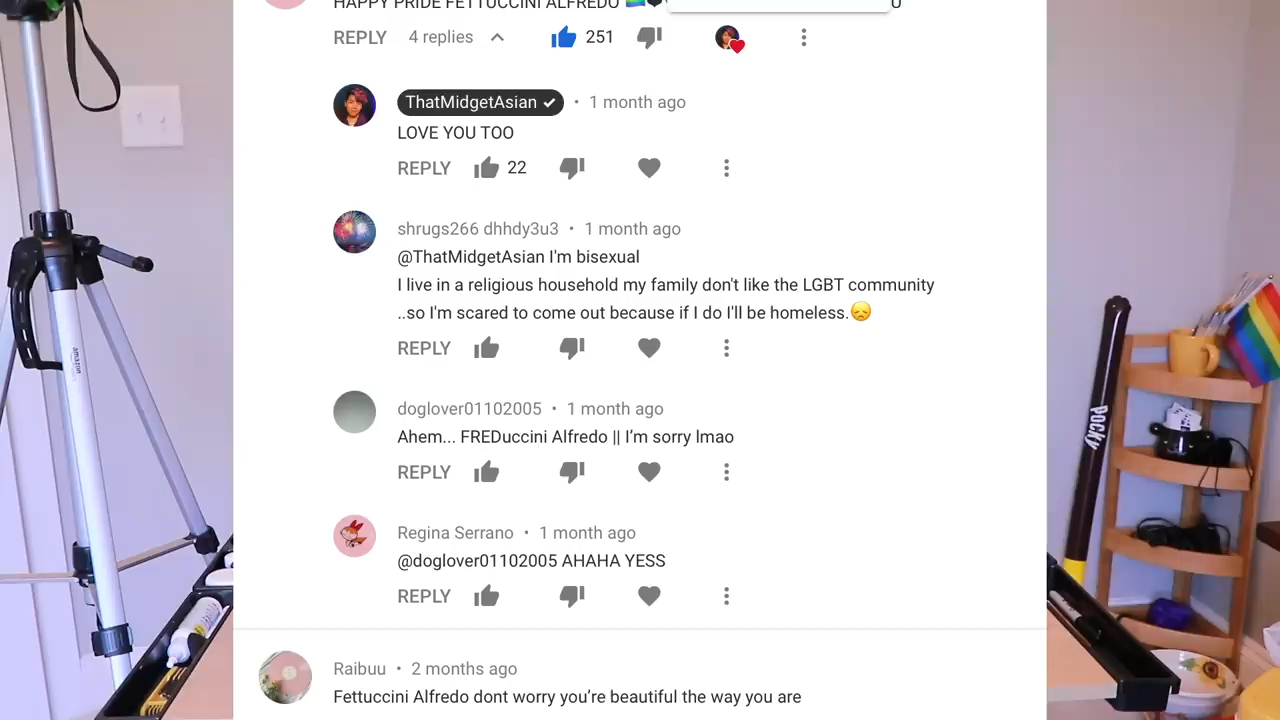 HAPPY PRIDE FETTUCCINI ALFREDO
REPLY 4 replies 251
ThatMidgetAsian • 1 month ago
LOVE YOU TOO
REPLY 22
shrugs266 dhhdy3u3 • 1 month ago
@ThatMidgetAsian I'm bisexual
I live in a religious household my family don't like the LGBT community
..so I'm scared to come out because if I do I'll be homeless.😞
REPLY
doglover01102005 • 1 month ago
Ahem... FREDuccini Alfredo || I’m sorry lmao
REPLY
Regina Serrano • 1 month ago
@doglover01102005 AHAHA YESS
REPLY
Raibuu • 2 months ago
Fettuccini Alfredo dont worry you’re beautiful the way you are
amazon
Pocky